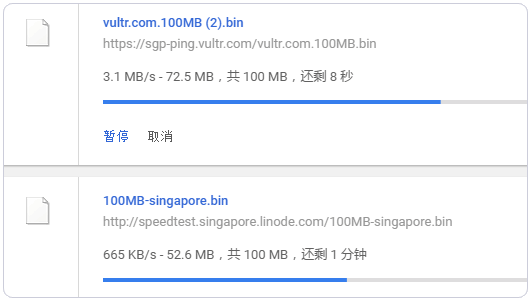 vultr.com.100MB (2).bin
https://sgp-ping.vultr.com/vultr.com.100MB.bin
3.1 MB/s - 72.5 MB，共 100 MB，还剩 8 秒
暂停 取消
100MB-singapore.bin
http://speedtest.singapore.linode.com/100MB-singapore.bin
665 KB/s - 52.6 MB，共 100 MB，还剩 1 分钟